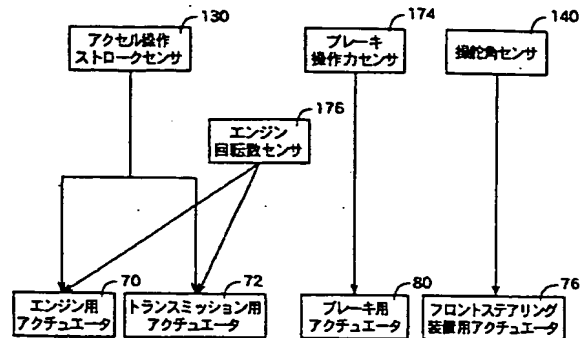 130
アクセル操作
ストロークセンサ
174
ブレーキ
操作力センサ
140
操舵角センサ
176
エンジン
回転数センサ
70
エンジン用
アクチュエータ
72
トランスミッション用
アクチュエータ
80
ブレーキ用
アクチュエータ
76
フロントステアリング
装置用アクチュエータ